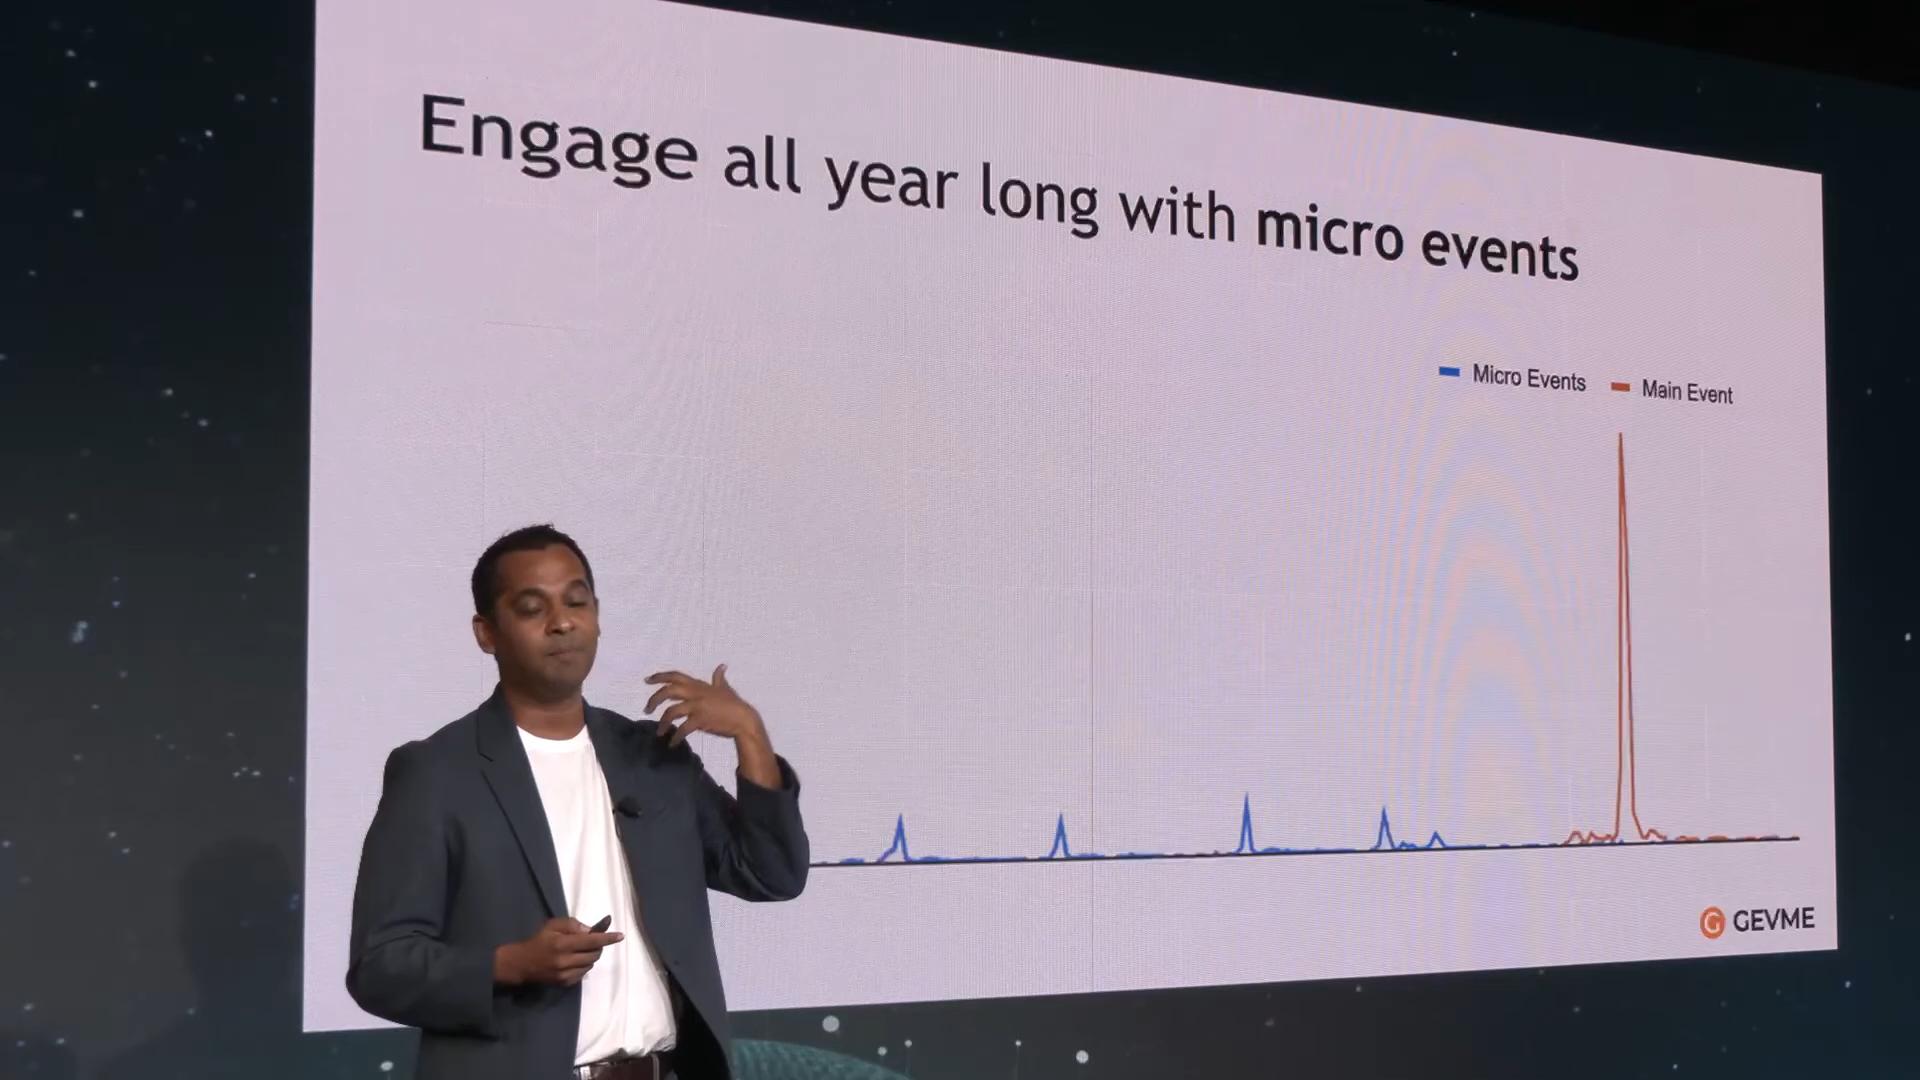 Engage all year long with micro events
Micro Events Main Event
GEVME